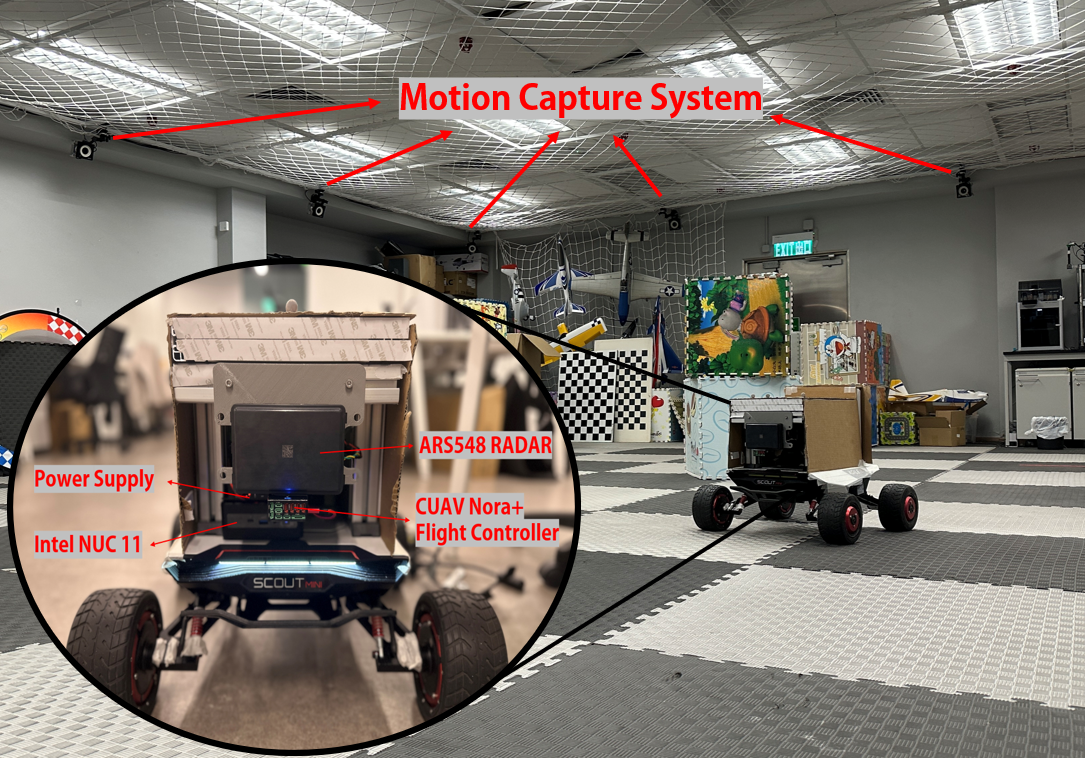 Motion Capture System
EXIT
ARS548 RADAR
Power Supply
CUAV Nora+
Flight Controller
Intel NUC 11
SCOUT MINI
SCOUT